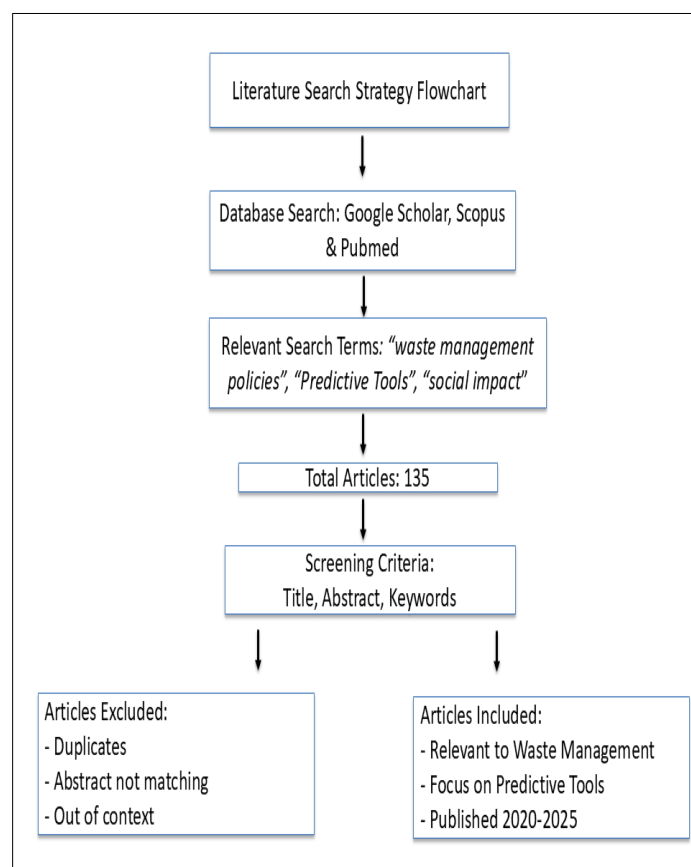 Literature Search Strategy Flowchart
Database Search: Google Scholar, Scopus
& Pubmed
Relevant Search Terms: “waste management
policies”, “Predictive Tools”, “social impact”
Total Articles: 135
Screening Criteria:
Title, Abstract, Keywords
Articles Excluded:
- Duplicates
- Abstract not matching
- Out of context
Articles Included:
- Relevant to Waste Management
- Focus on Predictive Tools
- Published 2020-2025